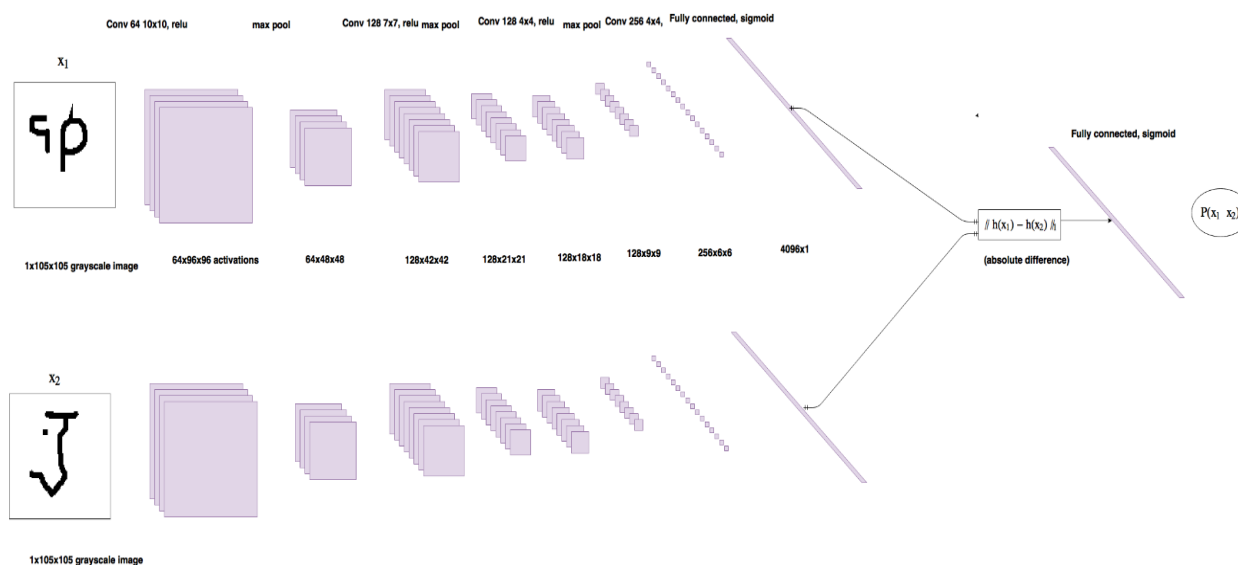 Conv 64 10x10, relu
max pool
Conv 128 7x7, relu
max pool
Conv 128 4x4, relu
max pool
Conv 256 4x4,
Fully connected, sigmoid
x1
Fully connected, sigmoid
// h(x1) − h(x2) //1
P(x1 x2)
(absolute difference)
1x105x105 grayscale image
64x96x96 activations
64x48x48
128x42x42
128x21x21
128x18x18
128x9x9
256x6x6
4096x1
x2
1x105x105 grayscale image